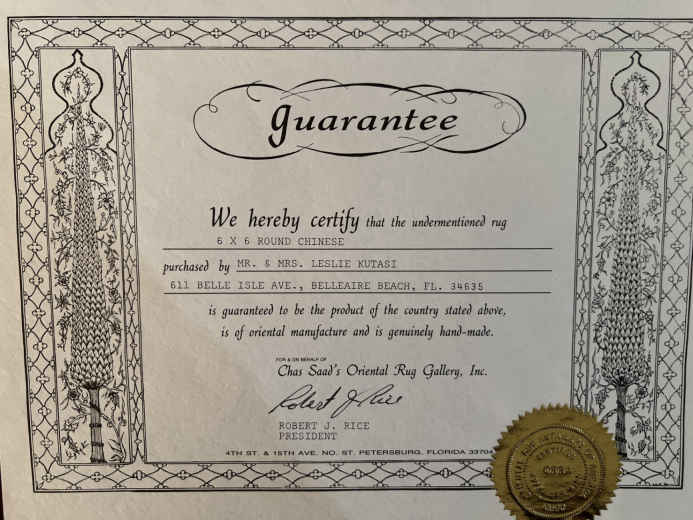 guarantee
We hereby certify that the undermentioned rug
6 X 6 ROUND CHINESE
purchased by MR. & MRS. LESLIE KUTASI
611 BELLE ISLE AVE., BELLEAIRE BEACH, FL. 34635
is guaranteed to be the product of the country stated above,
is of oriental manufacture and is genuinely hand-made.
FOR & ON BEHALF OF
Chas Saad's Oriental Rug Gallery, Inc.
Robert J Rice
ROBERT J. RICE
PRESIDENT
4TH ST. & 15TH AVE. NO. ST. PETERSBURG, FLORIDA 33704